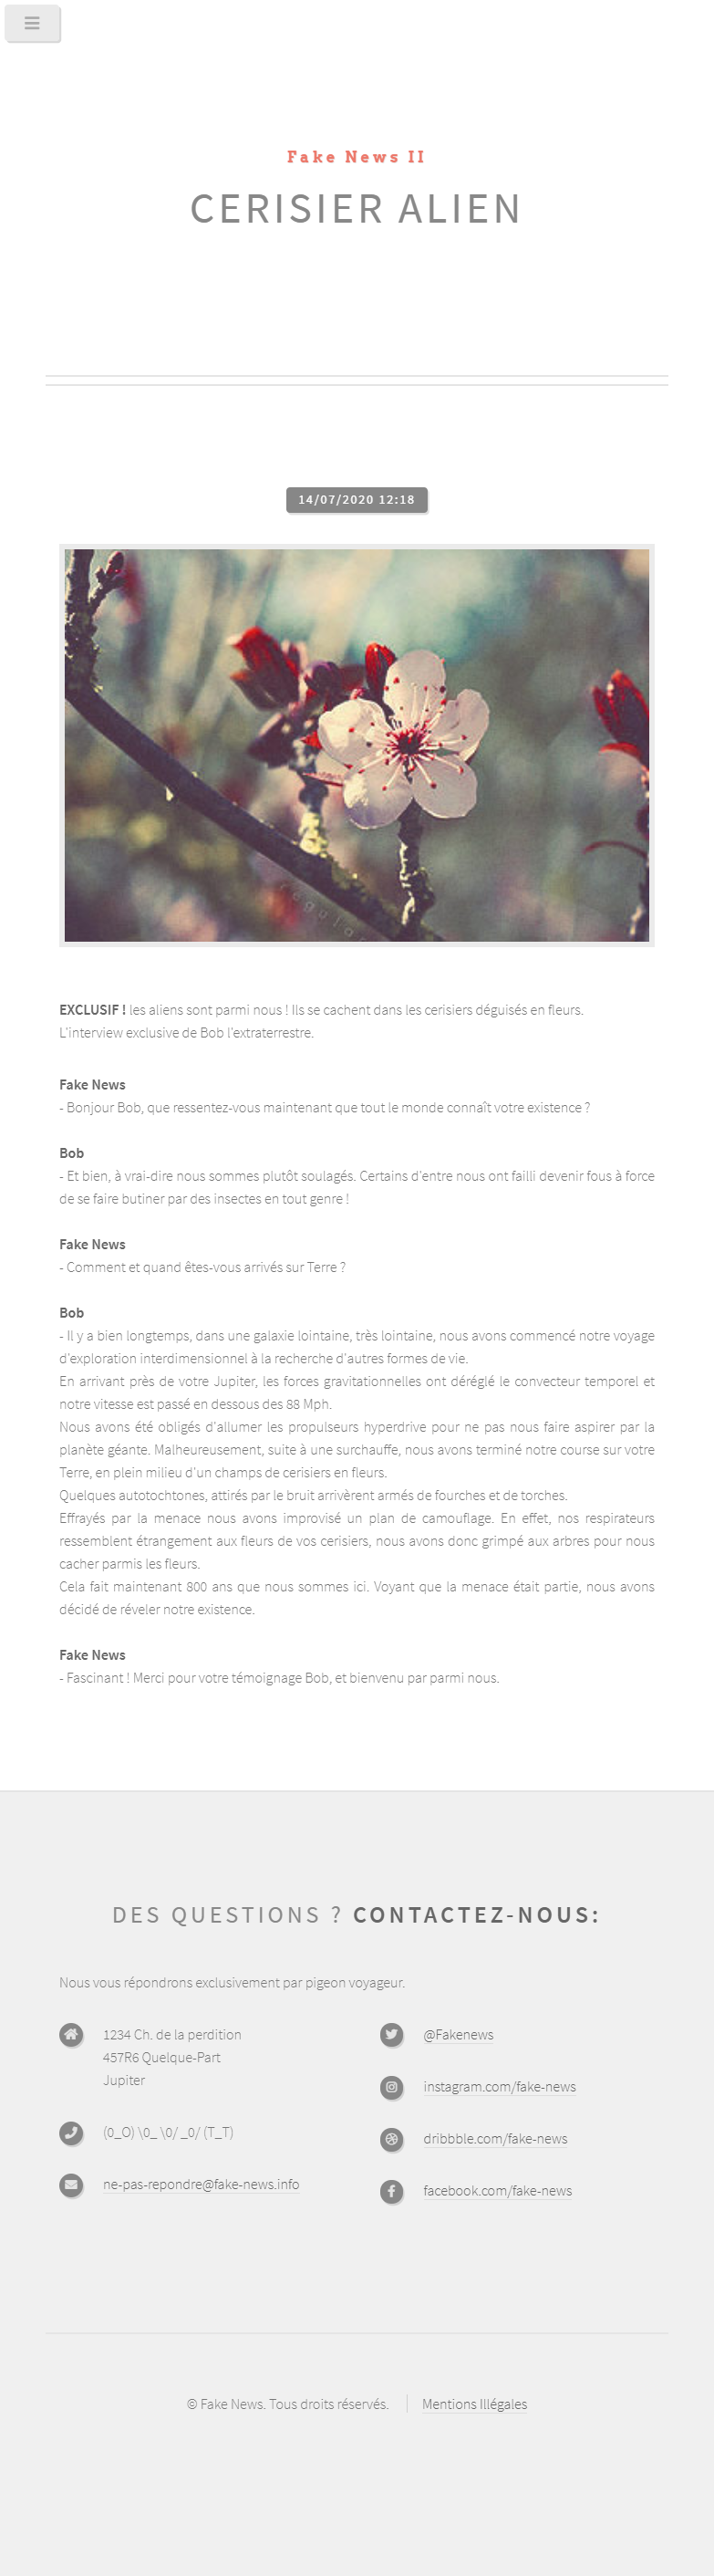 Fake News II
CERISIER ALIEN
14/07/2020 12:18
regular
EXCLUSIF ! les aliens sont parmi nous ! Ils se cachent dans les cerisiers déguisés en fleurs.
L'interview exclusive de Bob l'extraterrestre.
Fake News
- Bonjour Bob, que ressentez-vous maintenant que tout le monde connaît votre existence ?
Bob
- Et bien, à vrai-dire nous sommes plutôt soulagés. Certains d'entre nous ont failli devenir fous à force
de se faire butiner par des insectes en tout genre !
Fake News
- Comment et quand êtes-vous arrivés sur Terre ?
Bob
- Il y a bien longtemps, dans une galaxie lointaine, très lointaine, nous avons commencé notre voyage
d'exploration interdimensionnel à la recherche d'autres formes de vie.
En arrivant près de votre Jupiter, les forces gravitationnelles ont déréglé le convecteur temporel et
notre vitesse est passé en dessous des 88 Mph.
Nous avons été obligés d'allumer les propulseurs hyperdrive pour ne pas nous faire aspirer par la
planète géante. Malheureusement, suite à une surchauffe, nous avons terminé notre course sur votre
Terre, en plein milieu d'un champs de cerisiers en fleurs.
Quelques autotochtones, attirés par le bruit arrivèrent armés de fourches et de torches.
Effrayés par la menace nous avons improvisé un plan de camouflage. En effet, nos respirateurs
ressemblent étrangement aux fleurs de vos cerisiers, nous avons donc grimpé aux arbres pour nous
cacher parmis les fleurs.
Cela fait maintenant 800 ans que nous sommes ici. Voyant que la menace était partie, nous avons
décidé de réveler notre existence.
Fake News
- Fascinant ! Merci pour votre témoignage Bob, et bienvenu par parmi nous.
DES QUESTIONS ? CONTACTEZ-NOUS:
Nous vous répondrons exclusivement par pigeon voyageur.
1234 Ch. de la perdition
457R6 Quelque-Part
Jupiter
(0_O) \0_ \0/ _0/ (T_T)
ne-pas-repondre@fake-news.info
@Fakenews
instagram.com/fake-news
dribbble.com/fake-news
facebook.com/fake-news
© Fake News. Tous droits réservés.
Mentions Illégales